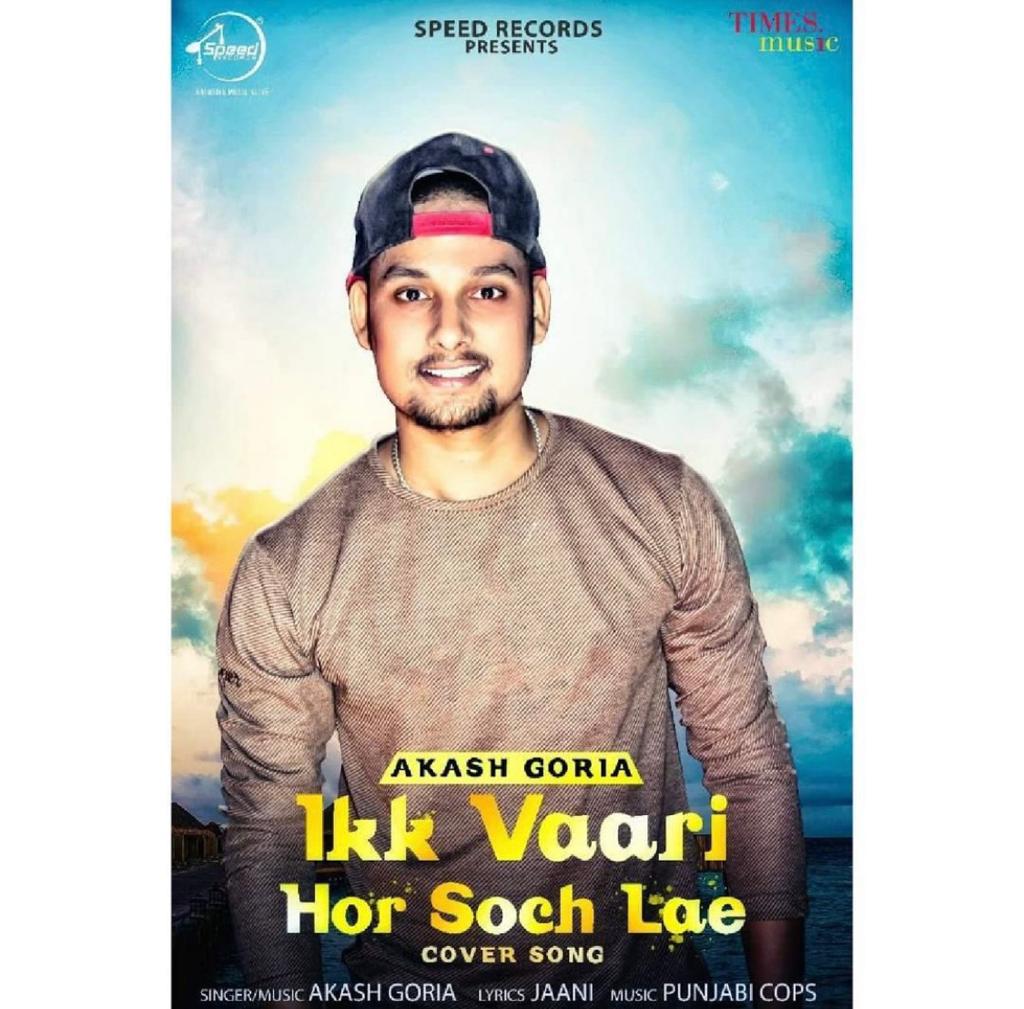 Speed
RECORDS
SPEED RECORDS
PRESENTS
TIMES
music
AKASH GORIA
Ikk Vaari
Hor Soch Lae
COVER SONG
SINGER/MUSIC AKASH GORIA LYRICS JAANI MUSIC PUNJABI COPS